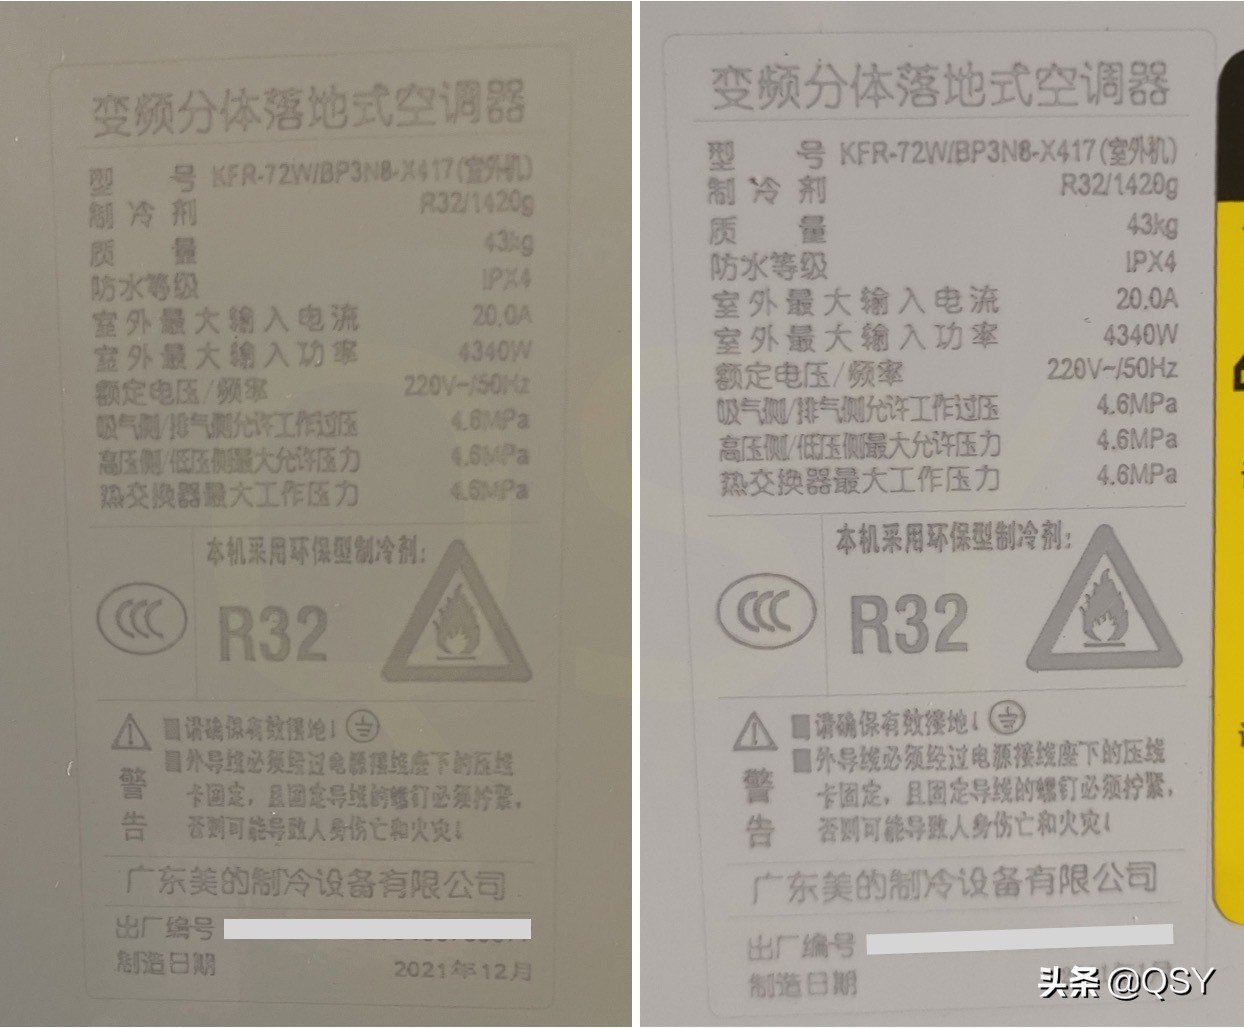 变频分体落地式空调器
型 号 KFR-72W/BP3N8-X417(室外机)
制冷剂 R32/1420g
质 量 43kg
防水等级 IPX4
室外最大输入电流 20.0A
室外最大输入功率 4340W
额定电压/频率 220V~/50Hz
吸气侧/排气侧允许工作过压 4.6MPa
高压侧/低压侧最大允许压力 4.6MPa
热交换器最大工作压力 4.6MPa
本机采用环保型制冷剂:
CCC
R32
警告
■请确保有效接地!
■外导线必须经过电源接线座下的压线
卡固定,且固定导线的螺钉必须拧紧,
否则可能导致人身伤亡和火灾!
广东美的制冷设备有限公司
出厂编号
制造日期 2021年12月
变频分体落地式空调器
型 号 KFR-72W/BP3N8-X417(室外机)
制冷剂 R32/1420g
质 量 43kg
防水等级 IPX4
室外最大输入电流 20.0A
室外最大输入功率 4340W
额定电压/频率 220V~/50Hz
吸气侧/排气侧允许工作过压 4.6MPa
高压侧/低压侧最大允许压力 4.6MPa
热交换器最大工作压力 4.6MPa
本机采用环保型制冷剂:
CCC
R32
警告
■请确保有效接地!
■外导线必须经过电源接线座下的压线
卡固定,且固定导线的螺钉必须拧紧,
否则可能导致人身伤亡和火灾!
广东美的制冷设备有限公司
出厂编号
制造日期
头条 @QSY